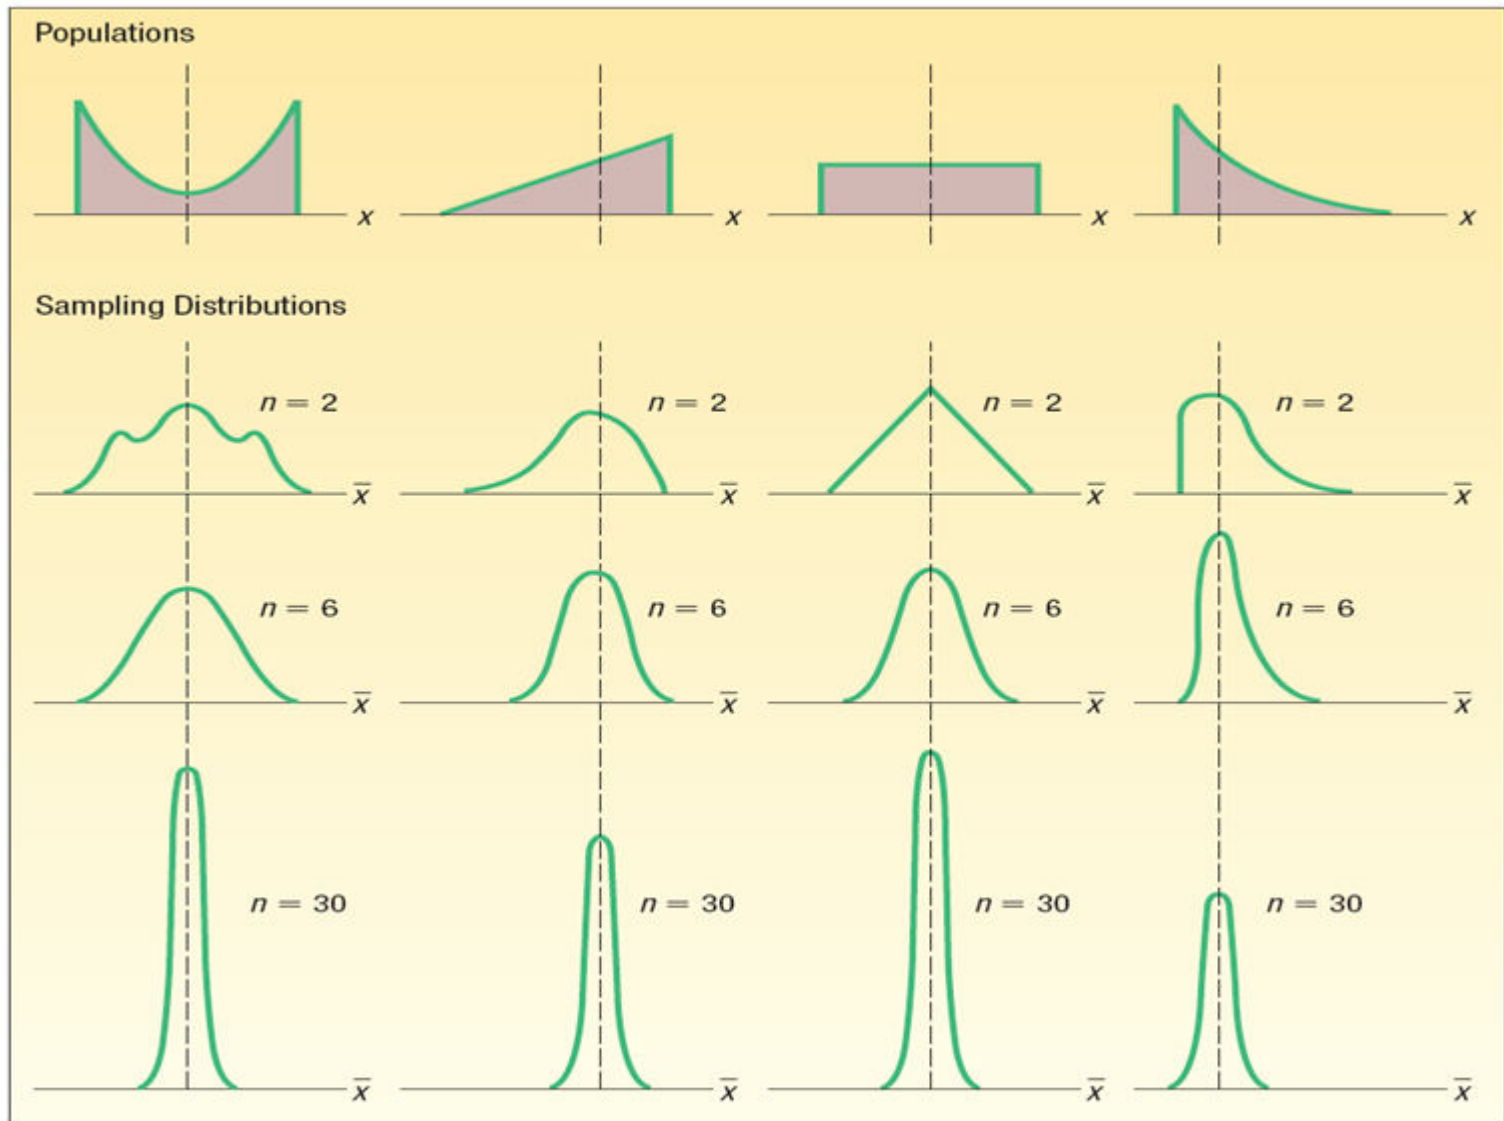 Populations
x x x x
Sampling Distributions
n = 2 n = 2 n = 2 n = 2
x̄ x̄ x̄ x̄
n = 6 n = 6 n = 6 n = 6
x̄ x̄ x̄ x̄
n = 30 n = 30 n = 30 n = 30
x̄ x̄ x̄ x̄